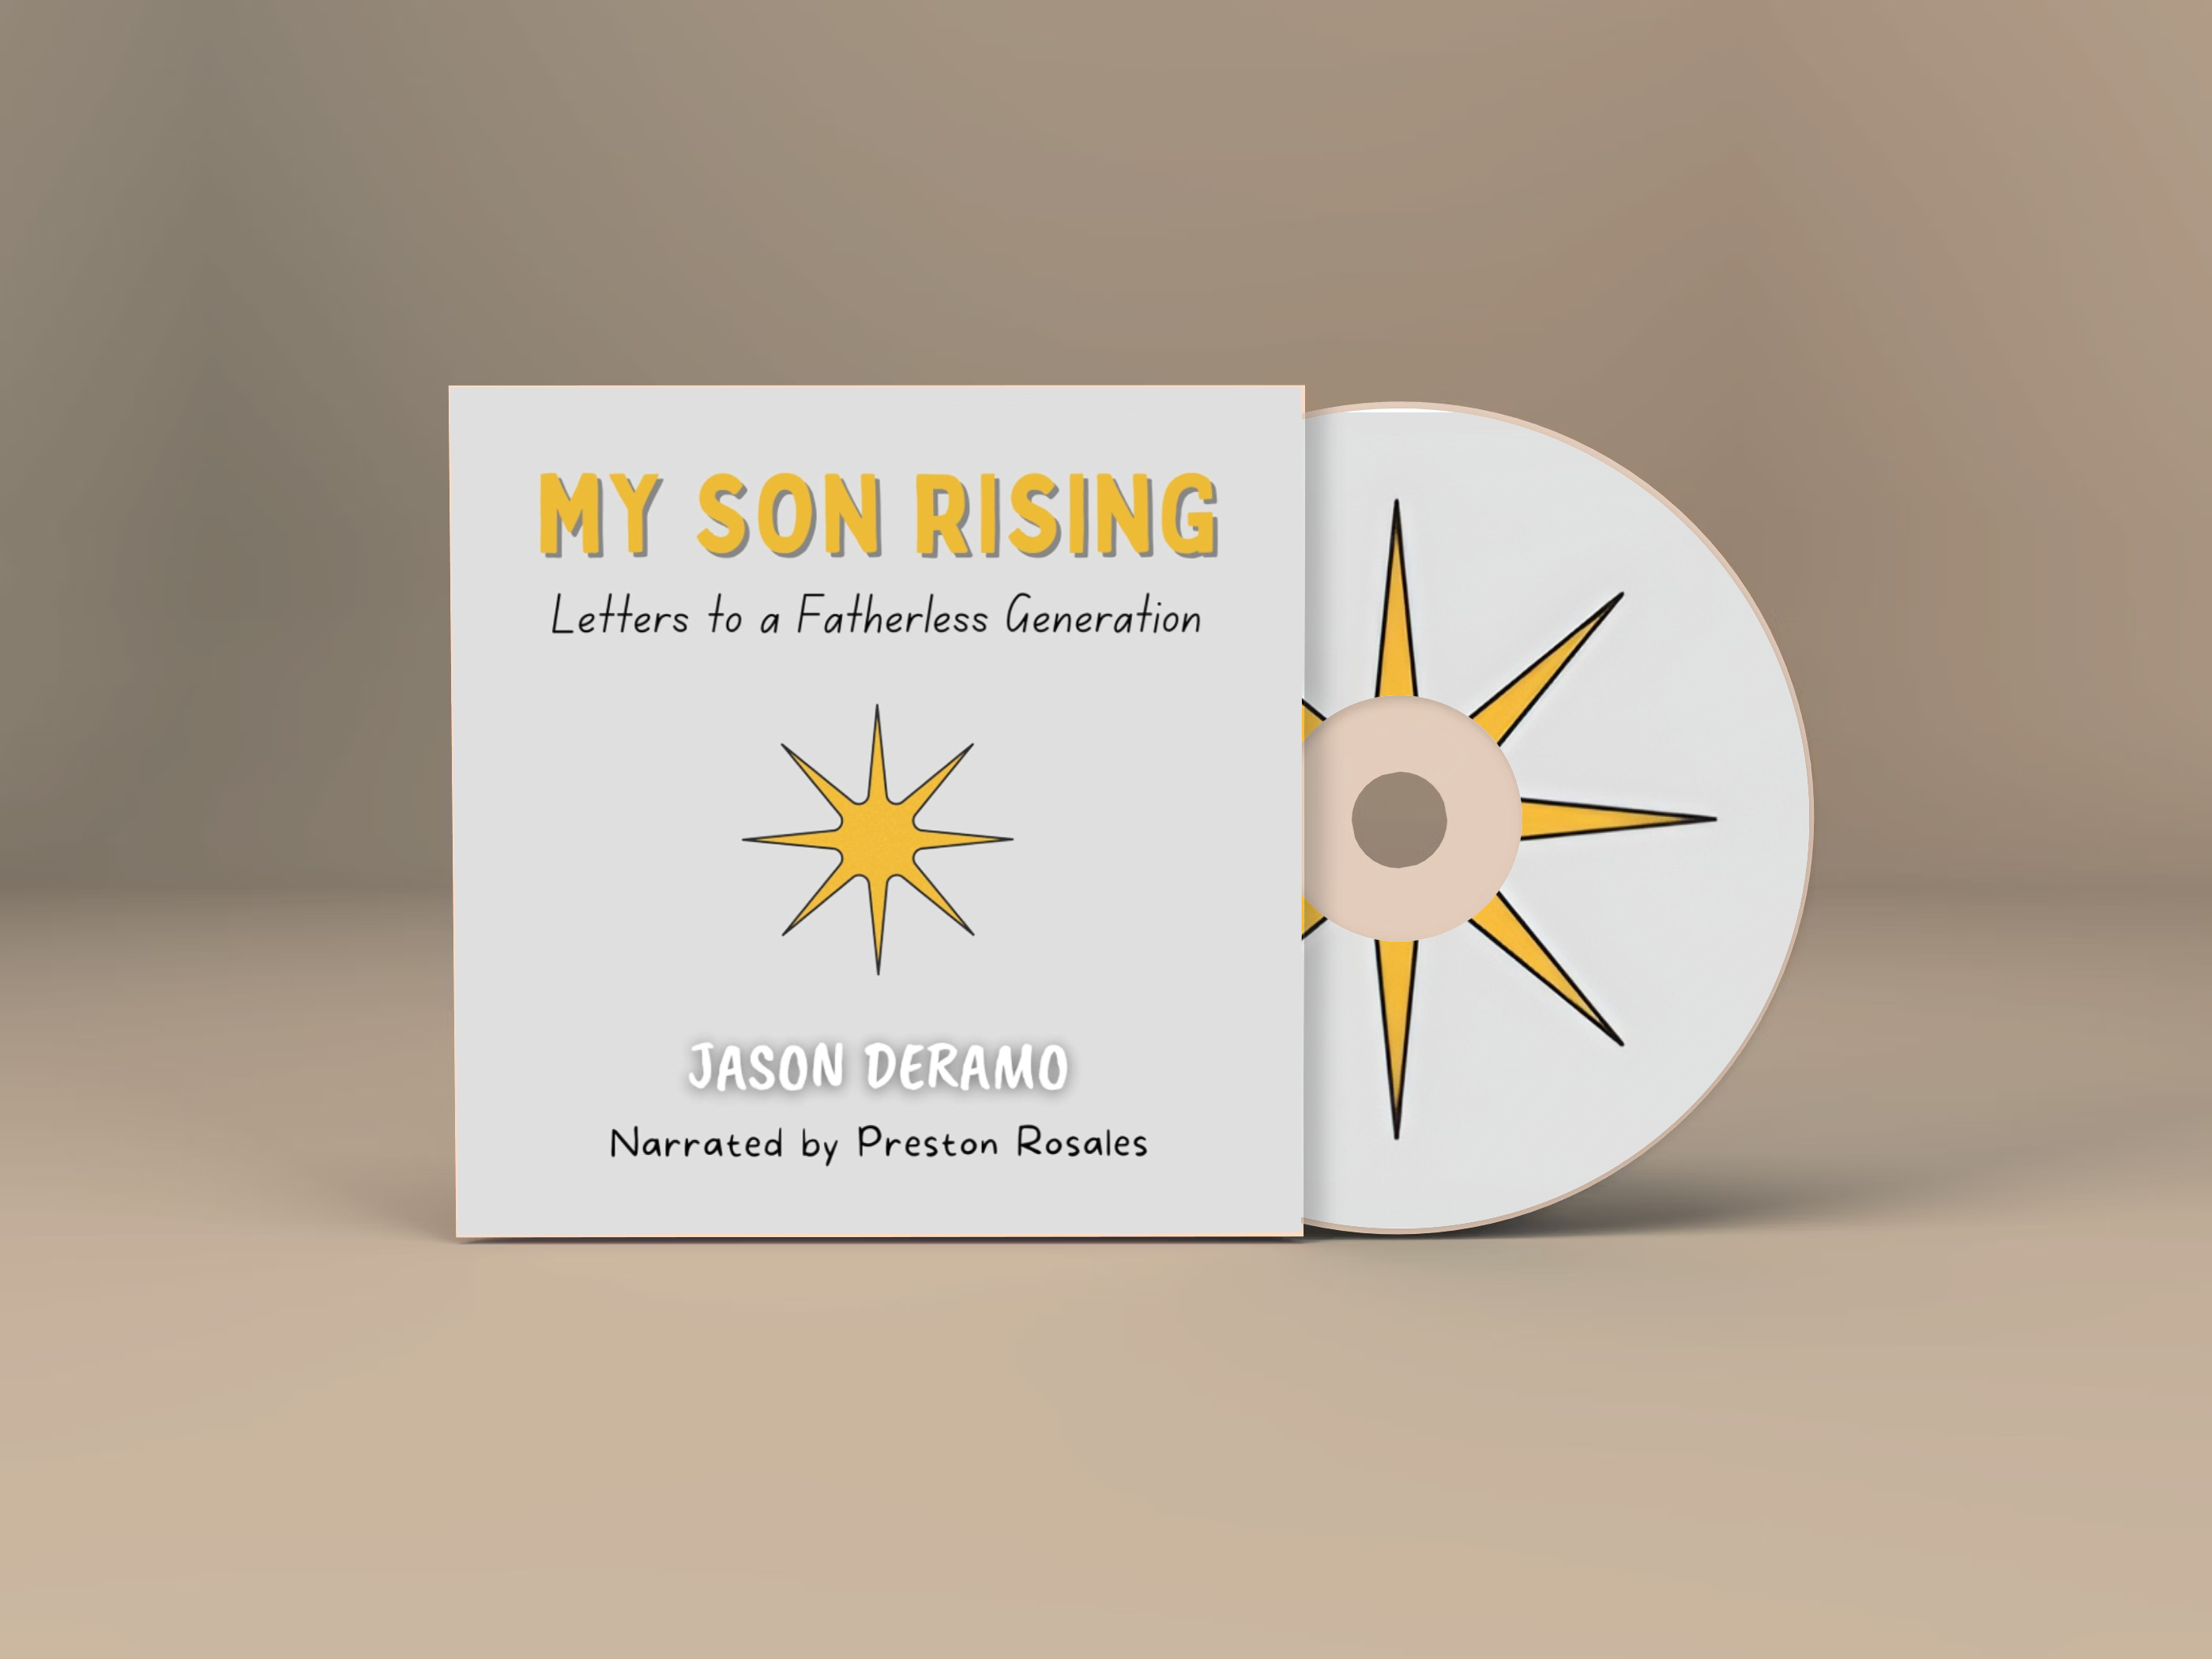 MY SON RISING
Letters to a Fatherless Generation
JASON DERAMO
Narrated by Preston Rosales